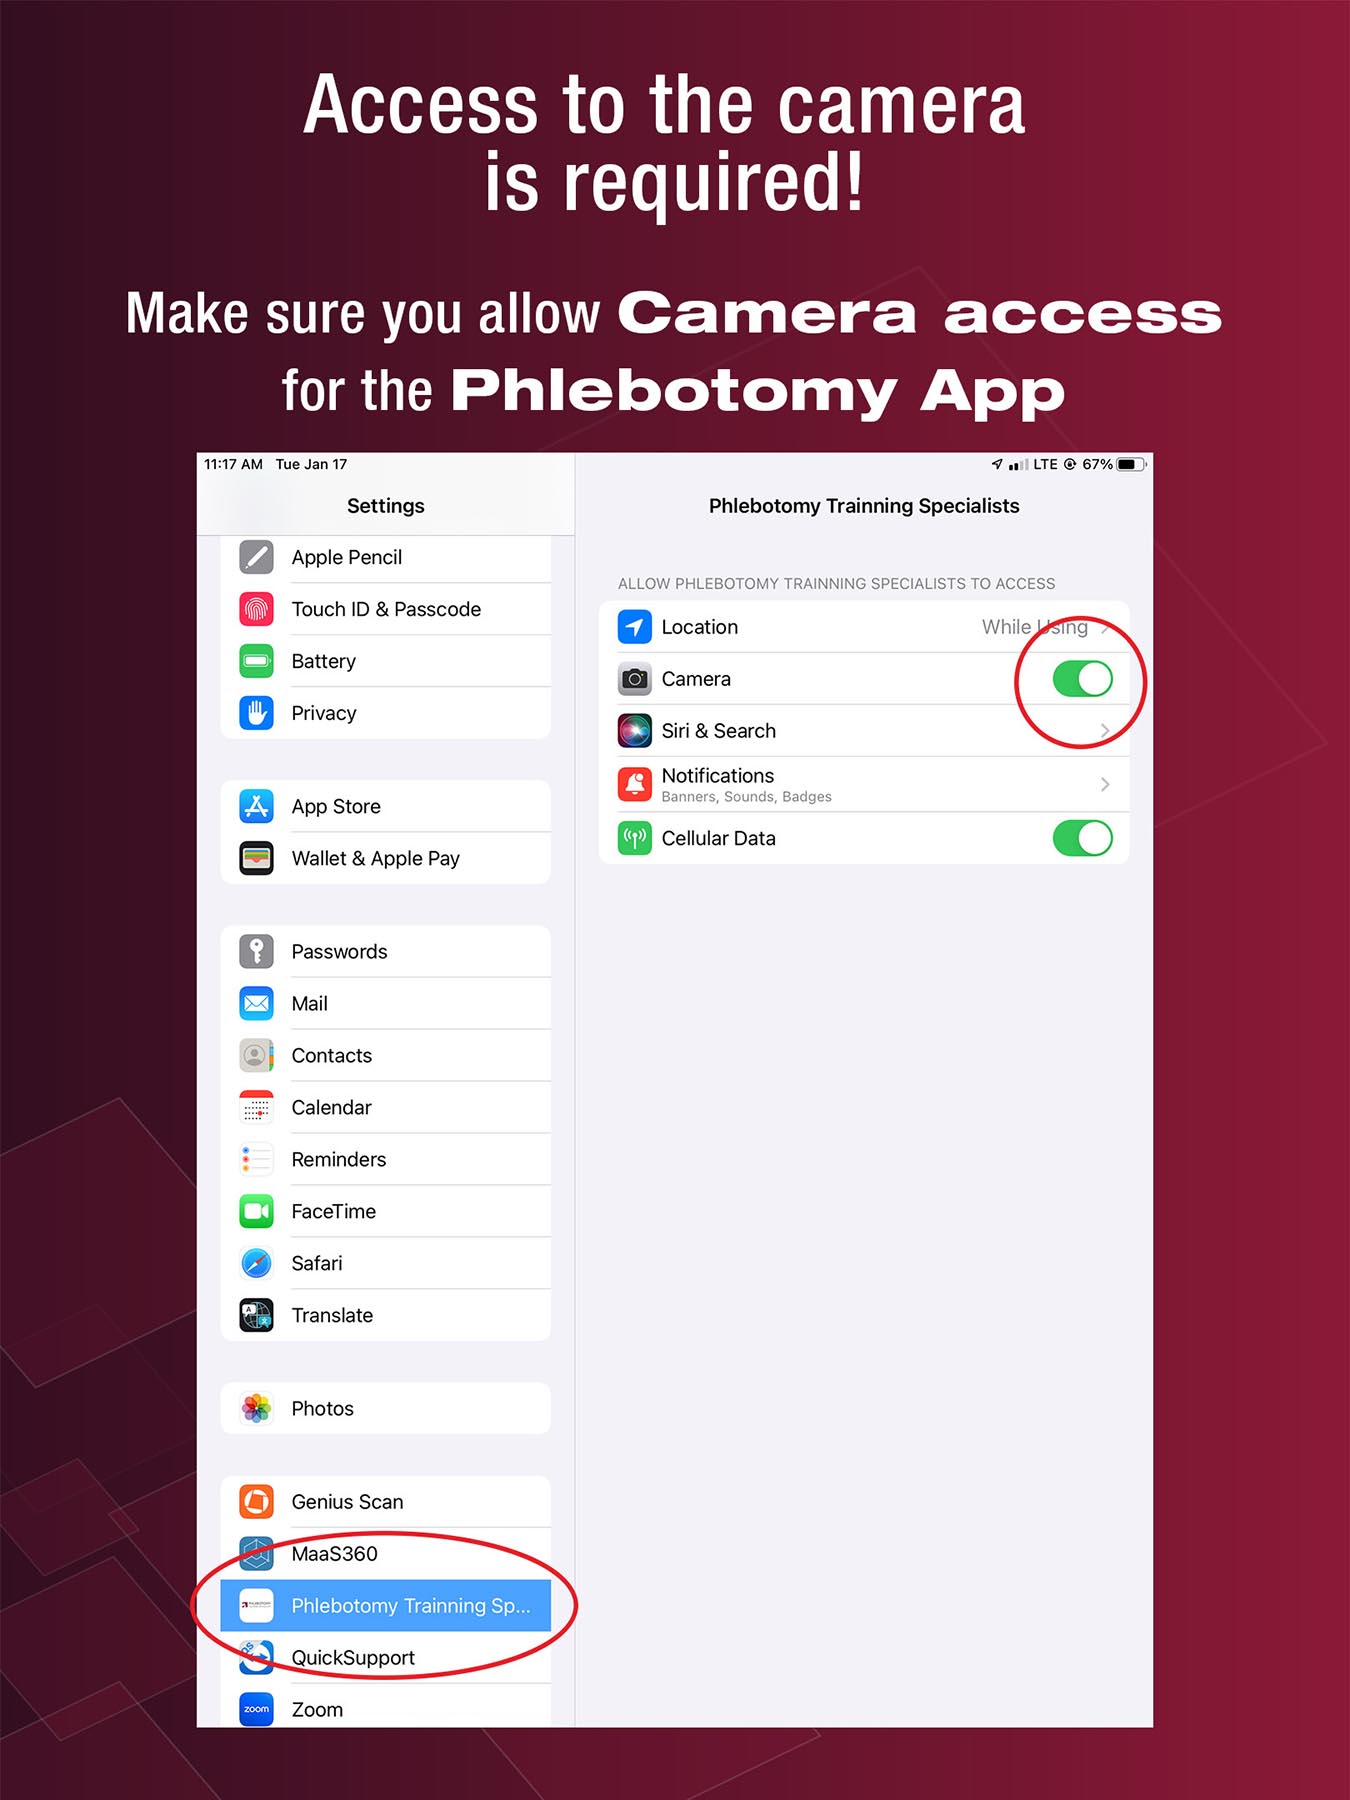 Access to the camera
is required!
Make sure you allow Camera access
for the Phlebotomy App
11:17 AM Tue Jan 17
LTE 67%
Settings
Apple Pencil
Touch ID & Passcode
Battery
Privacy
App Store
Wallet & Apple Pay
Passwords
Mail
Contacts
Calendar
Reminders
FaceTime
Safari
Translate
Photos
Genius Scan
MaaS360
Phlebotomy Trainning Sp...
QuickSupport
zoom
Zoom
Phlebotomy Trainning Specialists
ALLOW PHLEBOTOMY TRAINNING SPECIALISTS TO ACCESS
Location While Using
Camera
Siri & Search
Notifications
Banners, Sounds, Badges
Cellular Data